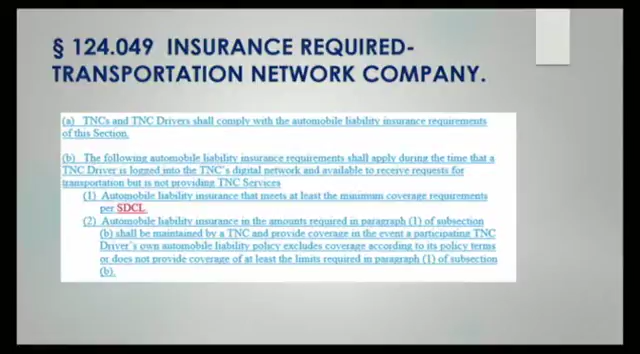 § 124.049 INSURANCE REQUIRED-
TRANSPORTATION NETWORK COMPANY.
(a) TNCs and TNC Drivers shall comply with the automobile liability insurance requirements
of this Section.
(b) The following automobile liability insurance requirements shall apply during the time that a
TNC Driver is logged into the TNC's digital network and available to receive requests for
transportation but is not providing TNC Services
(1) Automobile liability insurance that meets at least the minimum coverage requirements
per SDCL.
(2) Automobile liability insurance in the amounts required in paragraph (1) of subsection
(b) shall be maintained by a TNC and provide coverage in the event a participating TNC
Driver's own automobile liability policy excludes coverage according to its policy terms
or does not provide coverage of at least the limits required in paragraph (1) of subsection
(b).